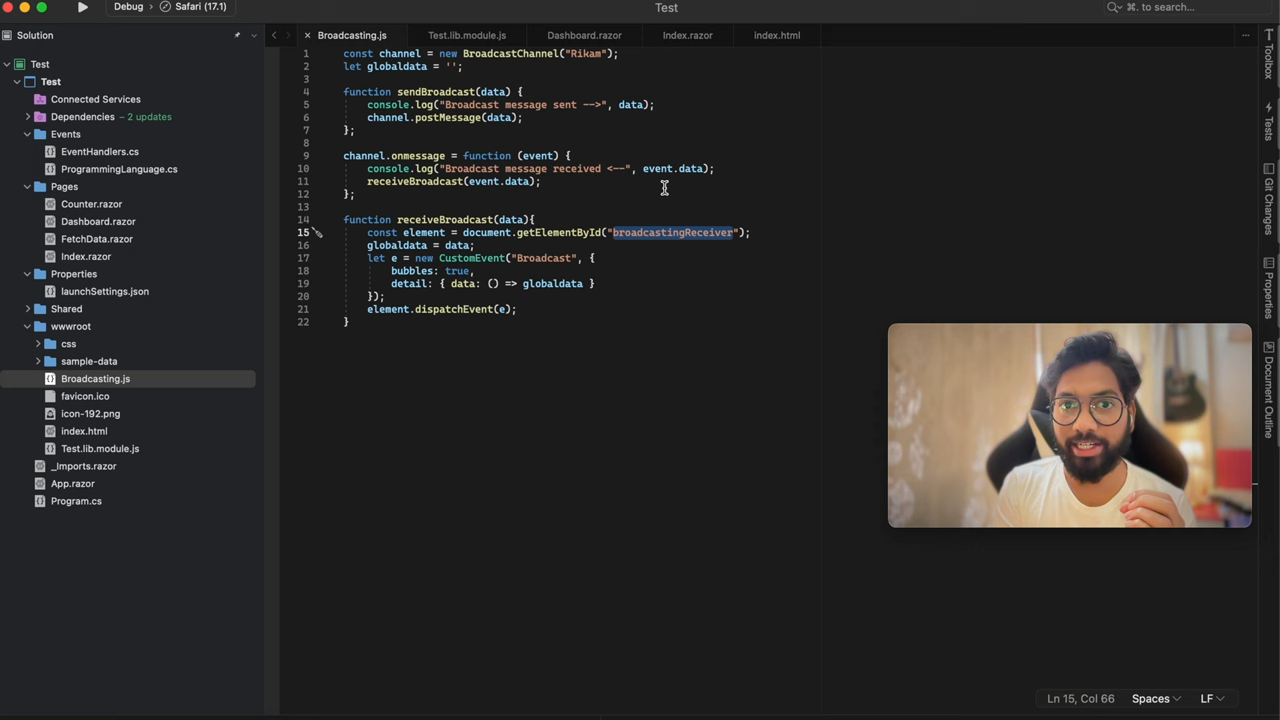 Debug › Safari (17.1)
Test
⌘. to search...
Solution
Test
Test
Connected Services
Dependencies – 2 updates
Events
EventHandlers.cs
ProgrammingLanguage.cs
Pages
Counter.razor
Dashboard.razor
FetchData.razor
Index.razor
Properties
launchSettings.json
Shared
wwwroot
css
sample-data
Broadcasting.js
favicon.ico
icon-192.png
index.html
Test.lib.module.js
_Imports.razor
App.razor
Program.cs
Broadcasting.js
Test.lib.module.js
Dashboard.razor
Index.razor
index.html
1 const channel = new BroadcastChannel("Rikam");
2 let globaldata = '';
3
4 function sendBroadcast(data) {
5 console.log("Broadcast message sent -->", data);
6 channel.postMessage(data);
7 };
8
9 channel.onmessage = function (event) {
10 console.log("Broadcast message received <--", event.data);
11 receiveBroadcast(event.data);
12 };
13
14 function receiveBroadcast(data){
15 const element = document.getElementById("broadcastingReceiver");
16 globaldata = data;
17 let e = new CustomEvent("Broadcast", {
18 bubbles: true,
19 detail: { data: () => globaldata }
20 });
21 element.dispatchEvent(e);
22 }
Toolbox
Tests
Git Changes
Properties
Document Outline
Ln 15, Col 66
Spaces
LF